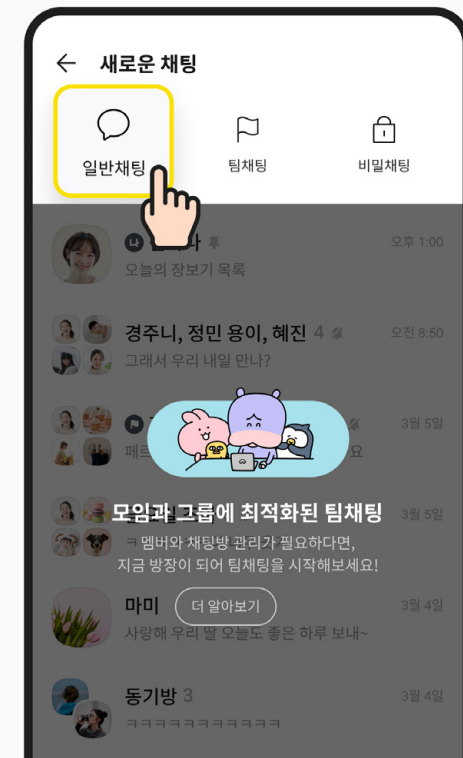 새로운 채팅
일반채팅
팀채팅
비밀채팅
나
나
오후 1:00
오늘의 장보기 목록
경주니, 정민 용이, 혜진 4
오전 8:50
그래서 우리 내일 만나?
3월 5일
페르
요
모임과 그룹에 최적화된 팀채팅
3월 5일
멤버와 채팅방 관리가 필요하다면,
지금 방장이 되어 팀채팅을 시작해보세요!
마미
더 알아보기
3월 4일
사랑해 우리 딸 오늘도 좋은 하루 보내~
동기방 3
3월 4일
ㅋㅋㅋㅋㅋㅋㅋㅋㅋㅋㅋ